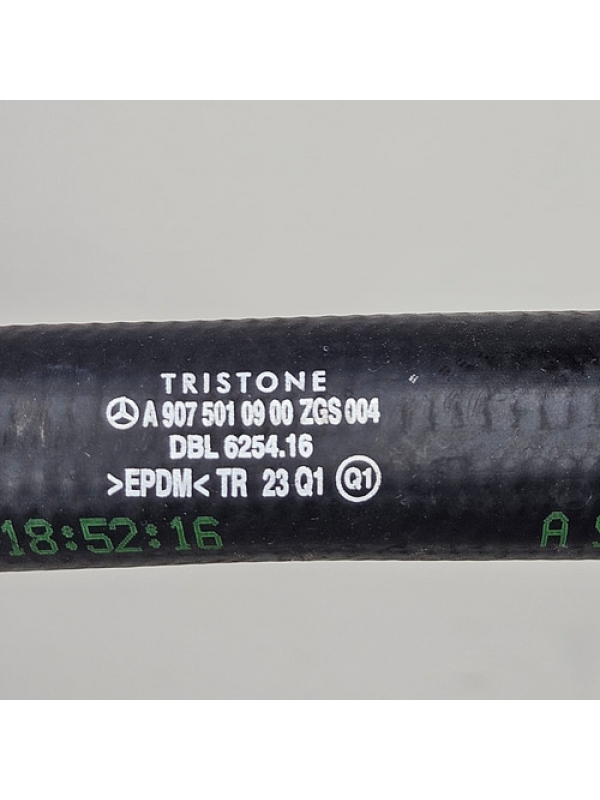 TRISTONE
A 907 501 09 00 ZGS 004
DBL 6254.16
>EPDM< TR 23 Q1 Q1
18:52:16 A